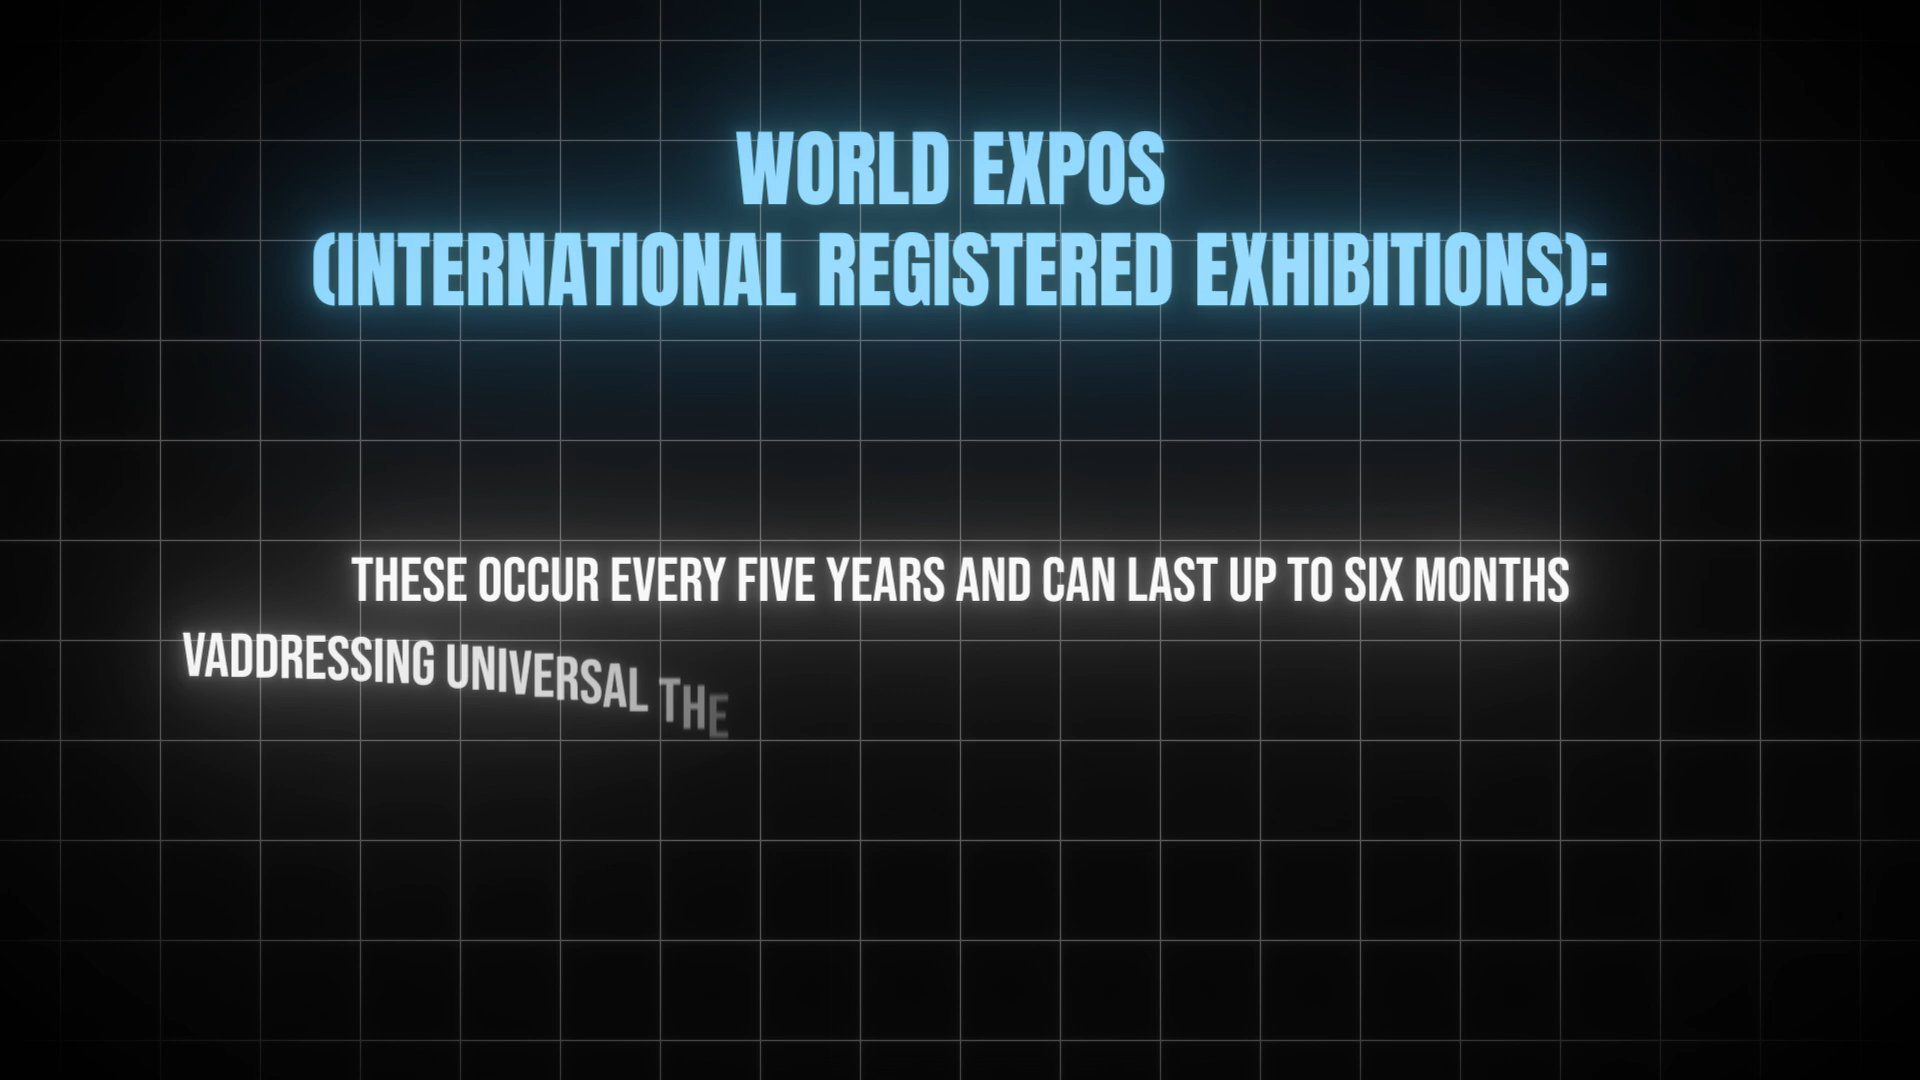 WORLD EXPOS
(INTERNATIONAL REGISTERED EXHIBITIONS):
THESE OCCUR EVERY FIVE YEARS AND CAN LAST UP TO SIX MONTHS
VADDRESSING UNIVERSAL THE